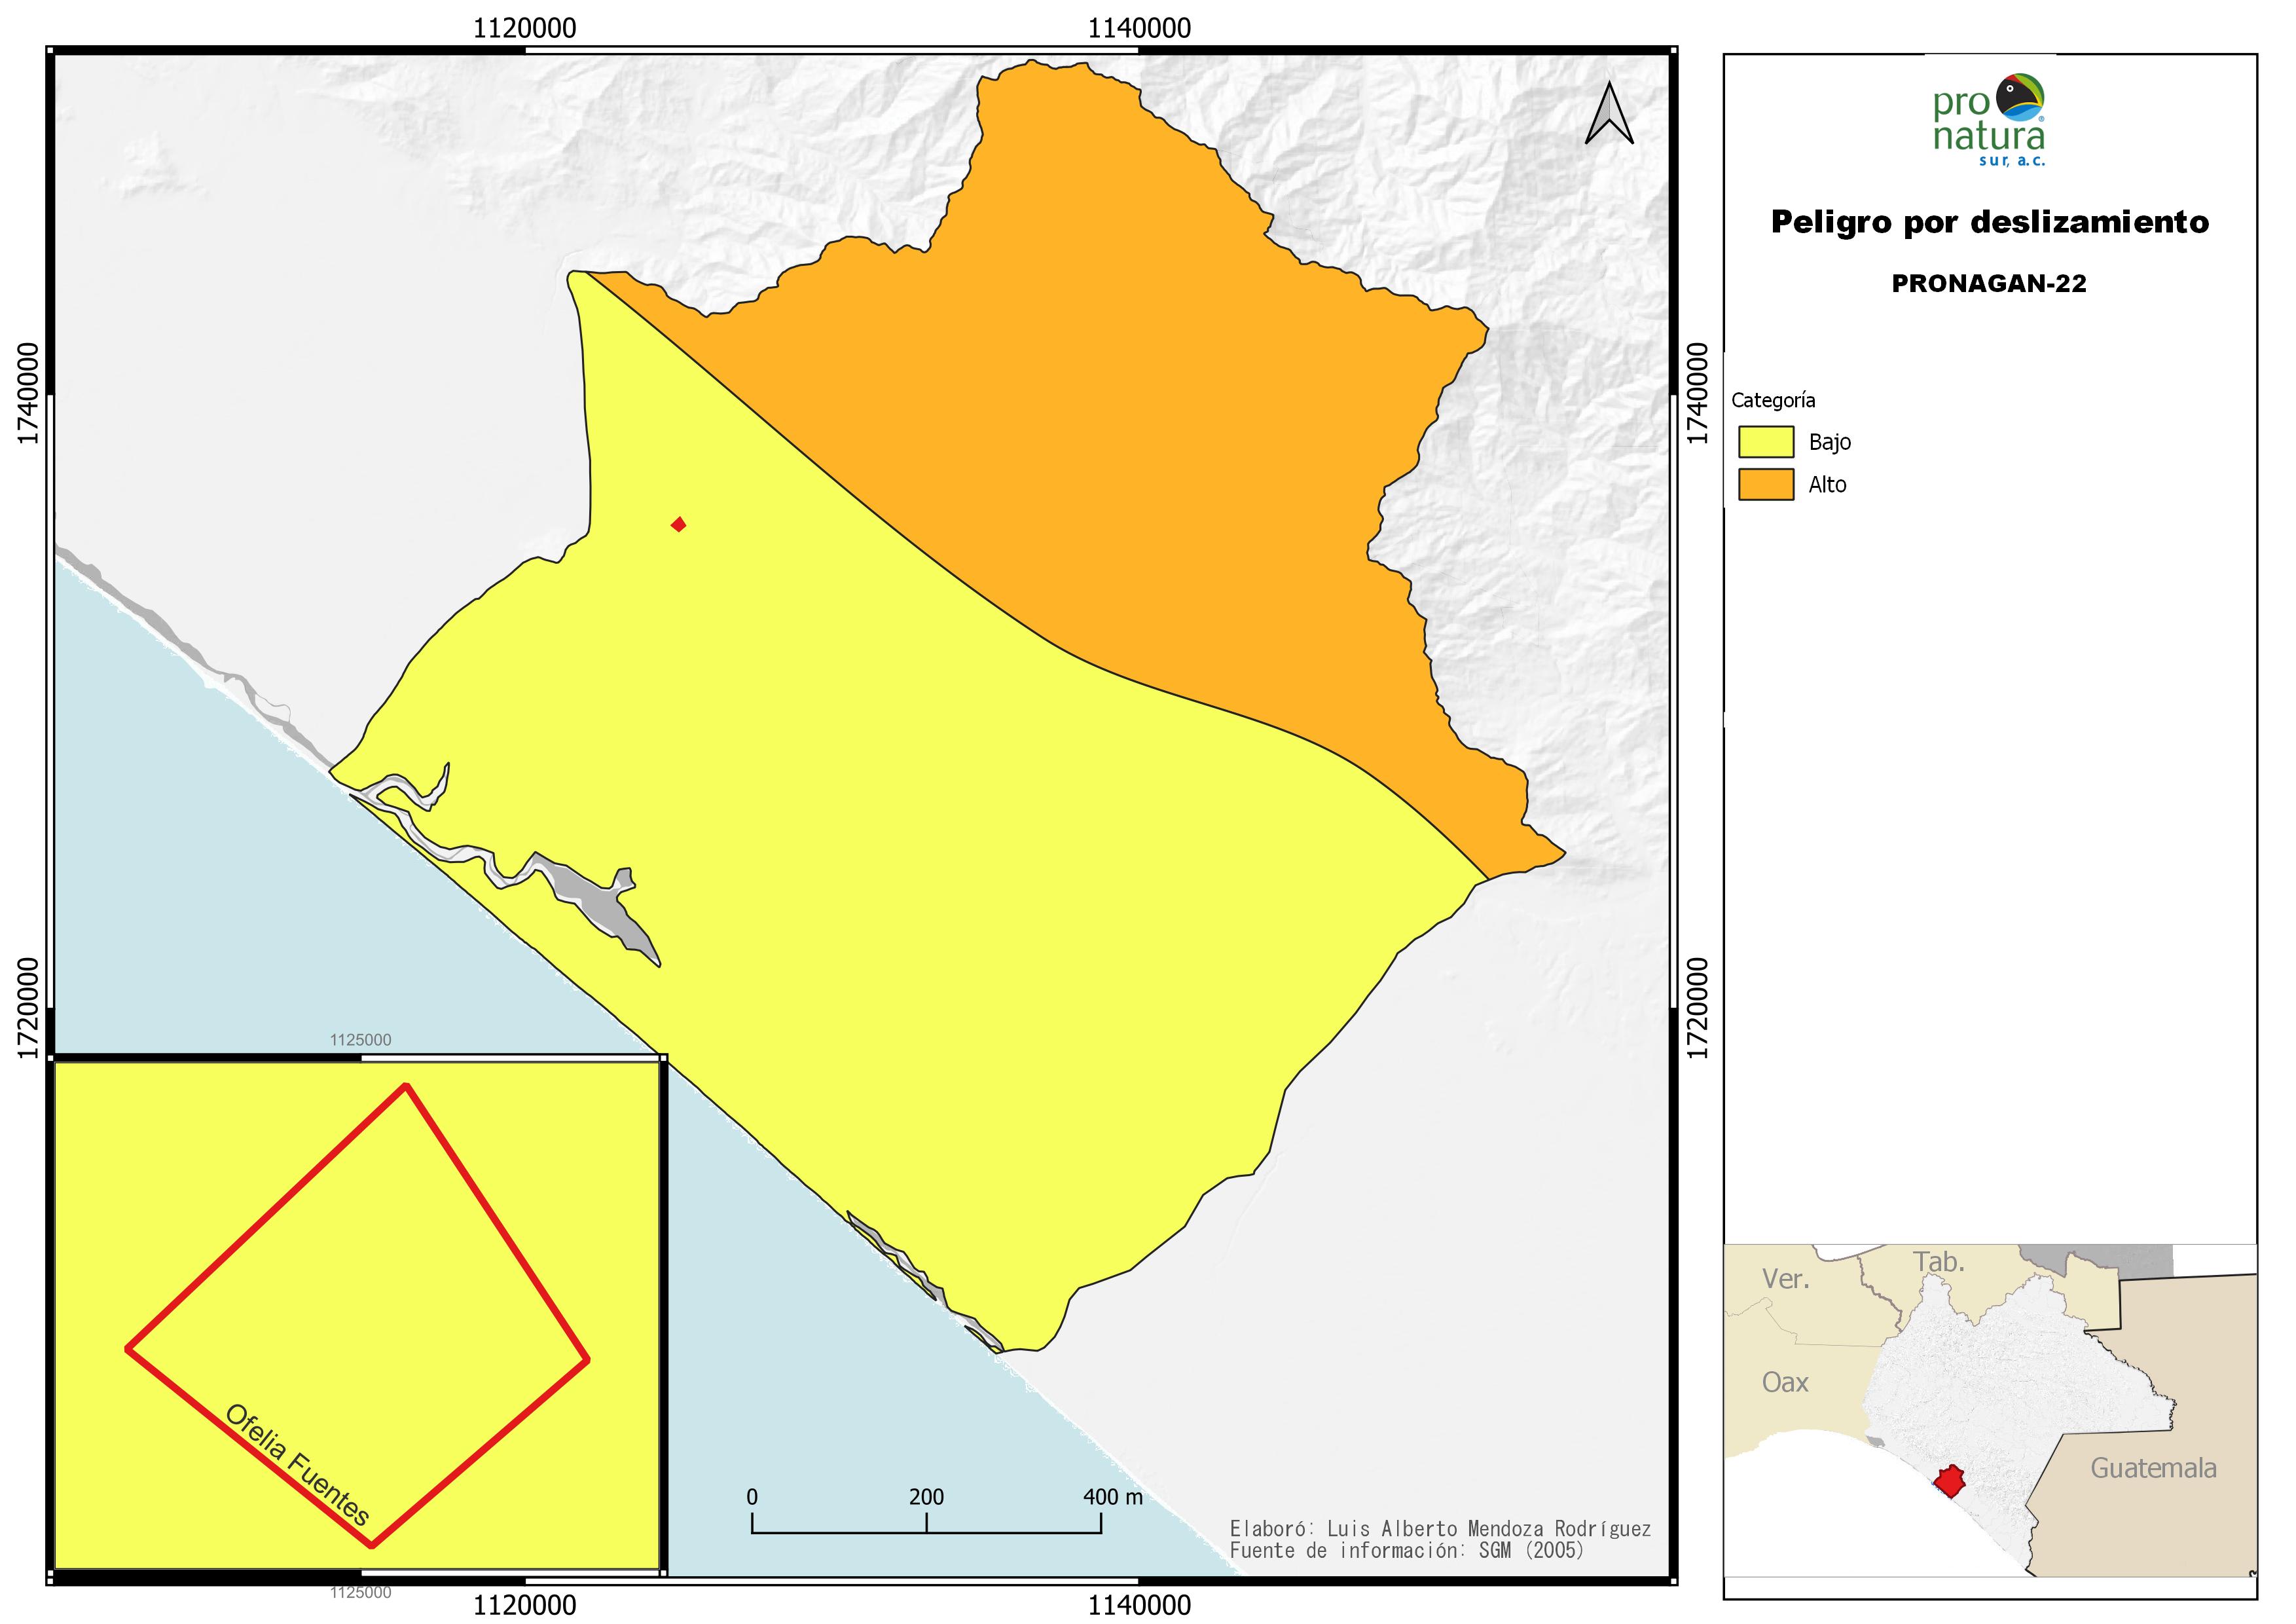 1120000
1140000
1740000
1740000
1720000
1720000
1125000
Ofelia Fuentes
1125000
1120000
1140000
0 200 400 m
Elaboró: Luis Alberto Mendoza Rodríguez
Fuente de información: SGM (2005)
pro
natura
sur, a.c.
Peligro por deslizamiento
PRONAGAN-22
Categoría
Bajo
Alto
Ver.
Tab.
Oax
Guatemala